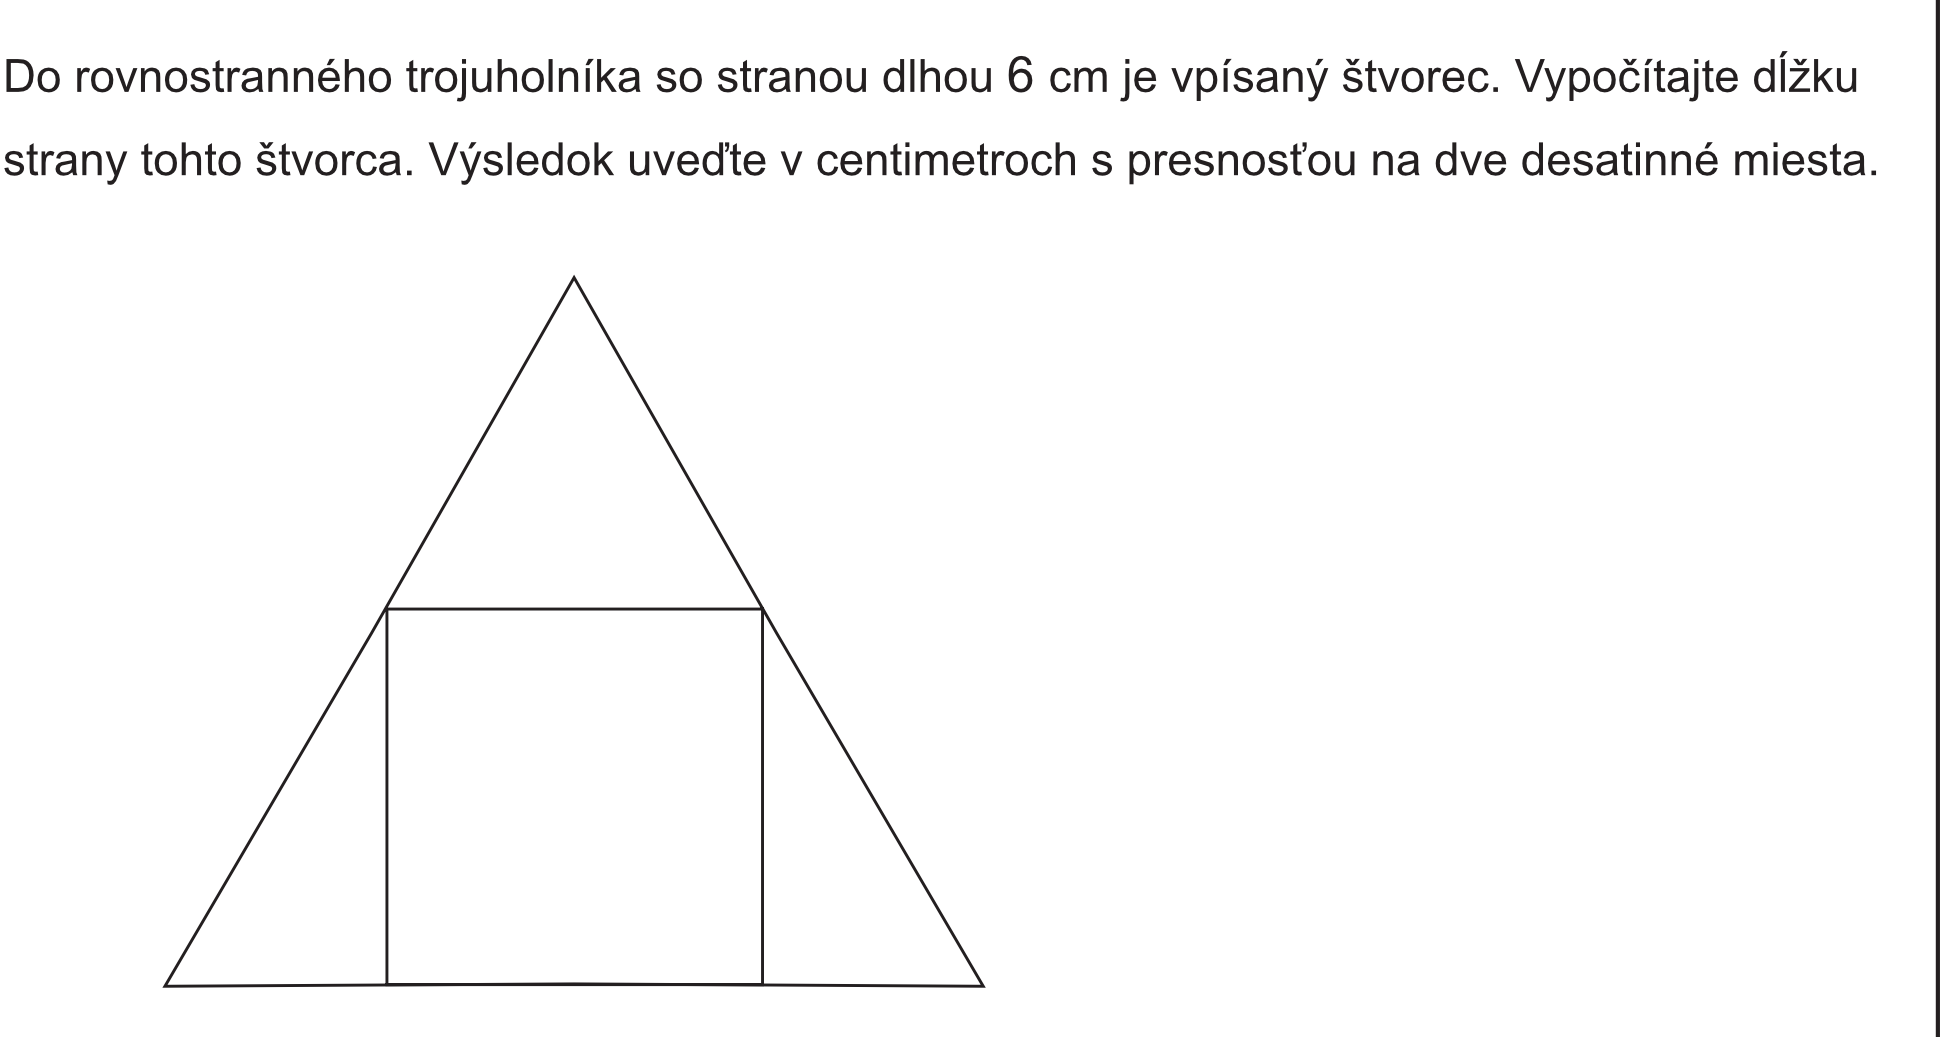 Do rovnostranného trojuholníka so stranou dlhou 6 cm je vpísaný štvorec. Vypočítajte dĺžku
strany tohto štvorca. Výsledok uveďte v centimetroch s presnosťou na dve desatinné miesta.